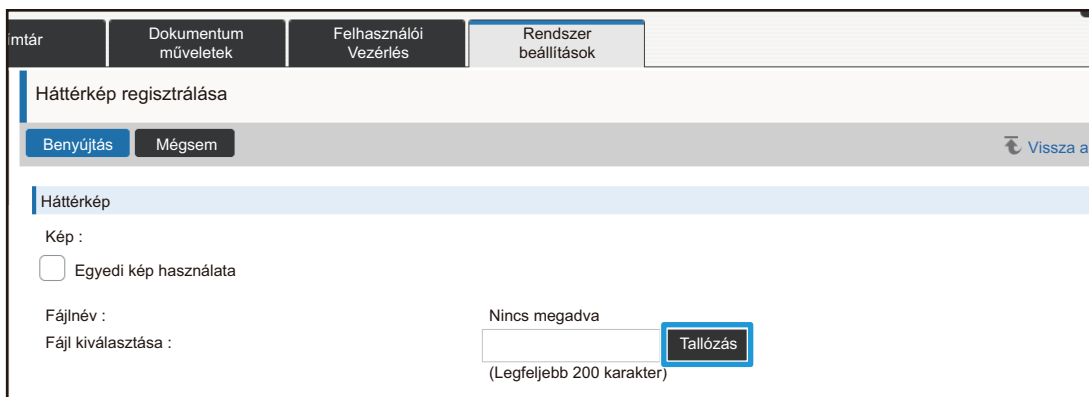 ímtár
Dokumentum
műveletek
Felhasználói
Vezérlés
Rendszer
beállítások
Háttérkép regisztrálása
Benyújtás
Mégsem
Vissza a
Háttérkép
Kép :
Egyedi kép használata
Fájlnév :
Nincs megadva
Fájl kiválasztása :
Tallózás
(Legfeljebb 200 karakter)